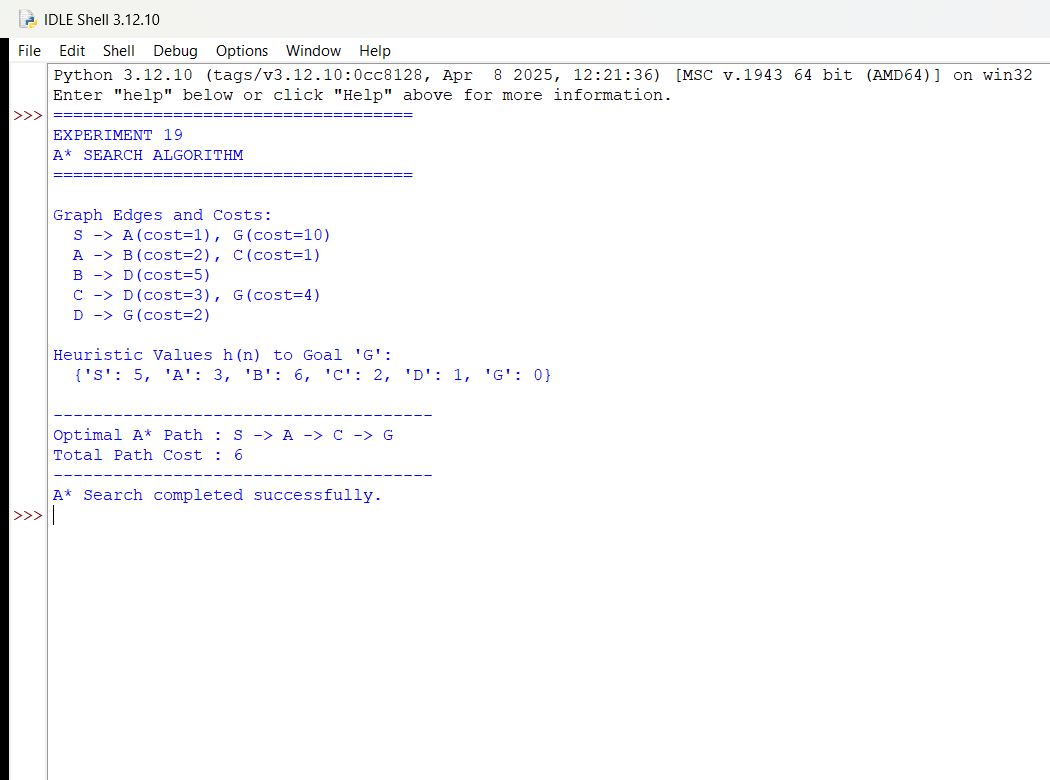 IDLE Shell 3.12.10
File Edit Shell Debug Options Window Help
Python 3.12.10 (tags/v3.12.10:0cc8128, Apr  8 2025, 12:21:36) [MSC v.1943 64 bit (AMD64)] on win32
Enter "help" below or click "Help" above for more information.
>>> ====================================
EXPERIMENT 19
A* SEARCH ALGORITHM
====================================
Graph Edges and Costs:
  S -> A(cost=1), G(cost=10)
  A -> B(cost=2), C(cost=1)
  B -> D(cost=5)
  C -> D(cost=3), G(cost=4)
  D -> G(cost=2)
Heuristic Values h(n) to Goal 'G':
  {'S': 5, 'A': 3, 'B': 6, 'C': 2, 'D': 1, 'G': 0}
--------------------------------------
Optimal A* Path : S -> A -> C -> G
Total Path Cost : 6
--------------------------------------
A* Search completed successfully.
>>>